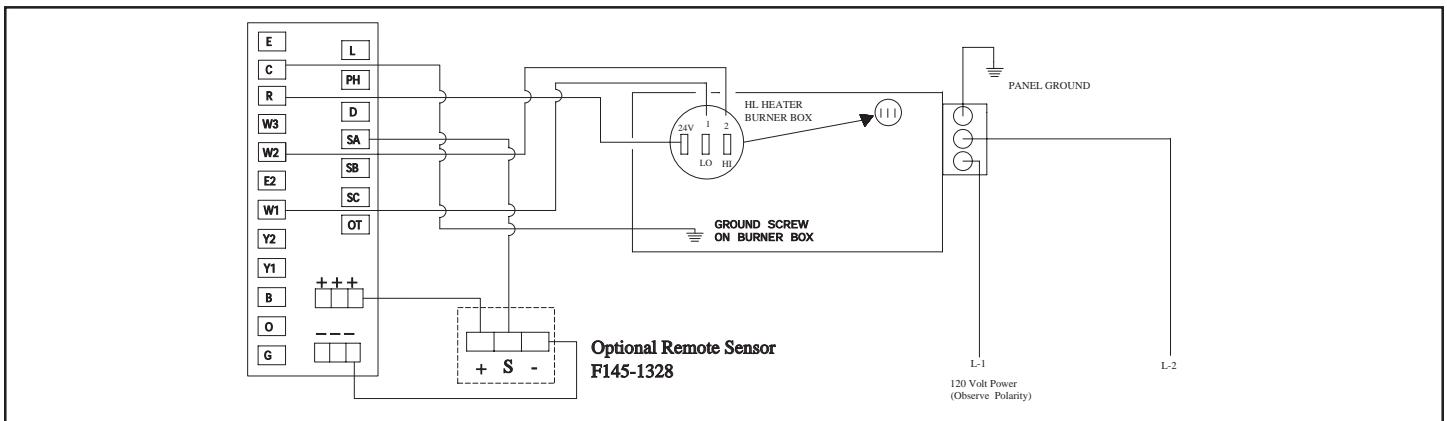 E
C
R
W3
W2
E2
W1
Y2
Y1
B
O
G
L
PH
D
SA
SB
SC
OT
+++
---
+ S -
Optional Remote Sensor
F145-1328
24V 1 2
LO HI
HL HEATER
BURNER BOX
GROUND SCREW
ON BURNER BOX
PANEL GROUND
L-1
120 Volt Power
(Observe Polarity)
L-2